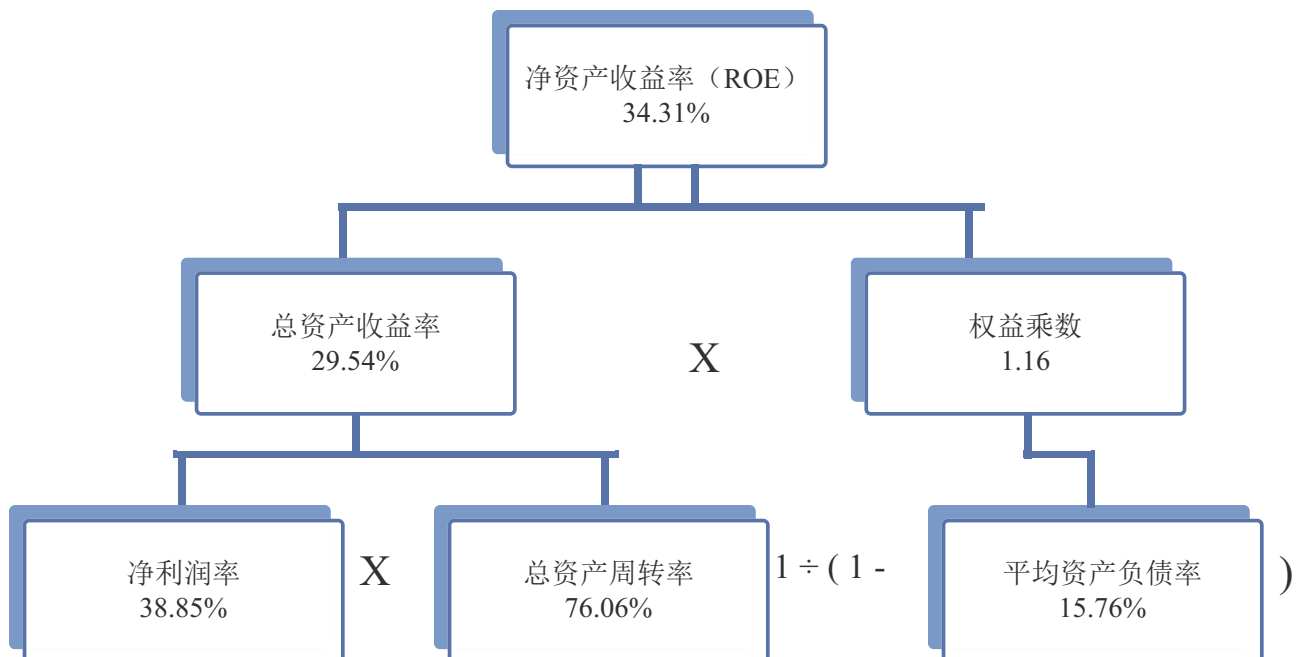 净资产收益率（ROE）
34.31%
总资产收益率
29.54%
X
权益乘数
1.16
净利润率
38.85%
X
总资产周转率
76.06%
1 ÷ ( 1 -
平均资产负债率
15.76%
)